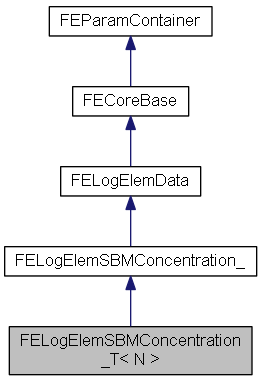 FEParamContainer
FECoreBase
FELogElemData
FELogElemSBMConcentration_
FELogElemSBMConcentration
_T< N >